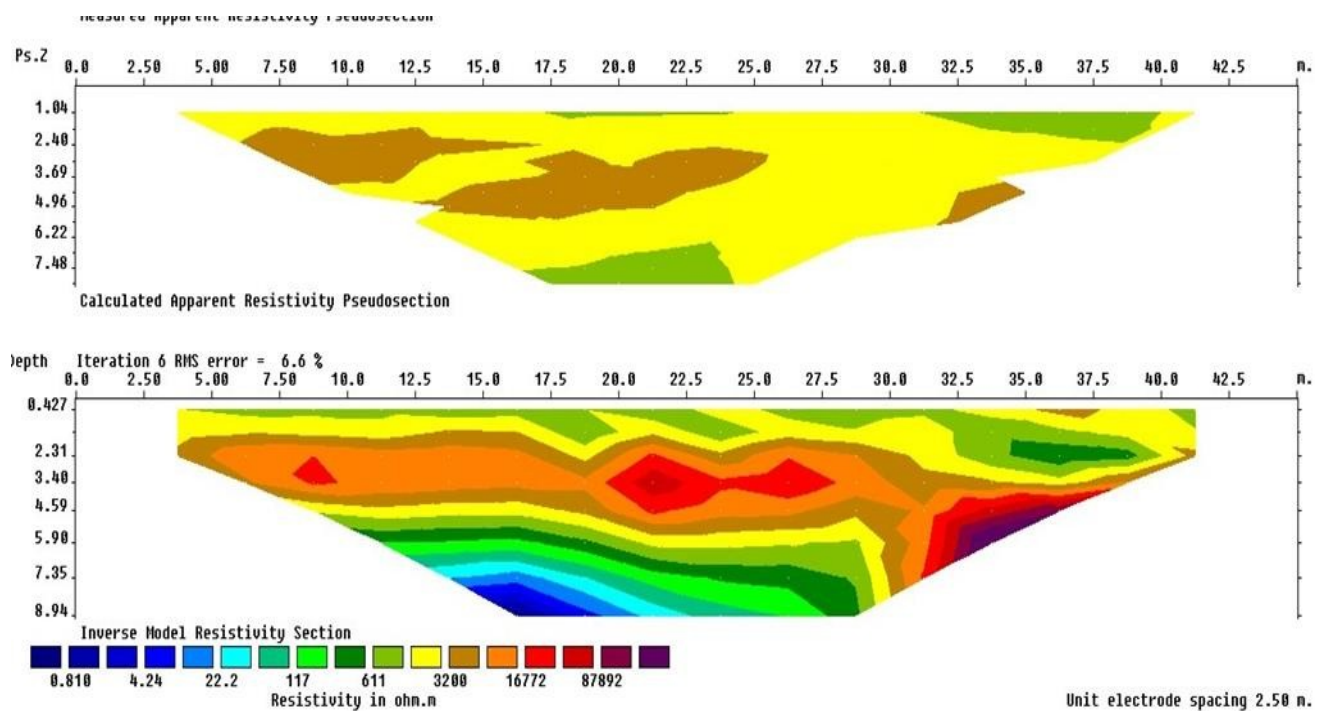 Measured Apparent Resistivity Pseudosection
Ps.Z 0.0 2.50 5.00 7.50 10.0 12.5 15.0 17.5 20.0 22.5 25.0 27.5 30.0 32.5 35.0 37.5 40.0 42.5 m.
1.04
2.40
3.69
4.96
6.22
7.48
Calculated Apparent Resistivity Pseudosection
Depth Iteration 6 RMS error = 6.6 %
0.0 2.50 5.00 7.50 10.0 12.5 15.0 17.5 20.0 22.5 25.0 27.5 30.0 32.5 35.0 37.5 40.0 42.5 m.
0.427
2.31
3.40
4.59
5.90
7.35
8.94
Inverse Model Resistivity Section
0.810 4.24 22.2 117 611 3200 16772 87892
Resistivity in ohm.m Unit electrode spacing 2.50 m.